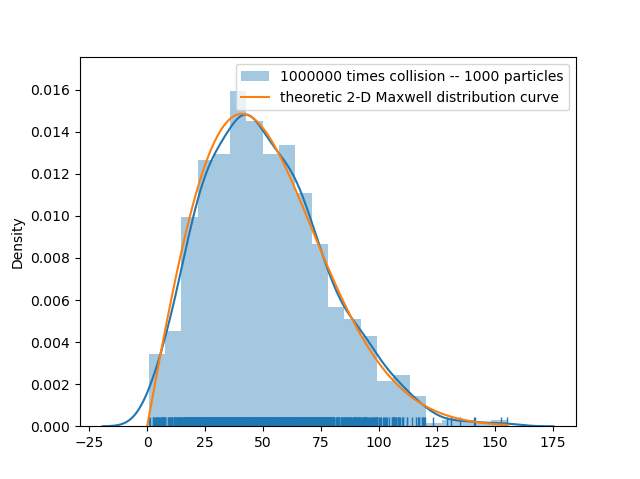 1000000 times collision -- 1000 particles
theoretic 2-D Maxwell distribution curve
Density
0.016
0.014
0.012
0.010
0.008
0.006
0.004
0.002
0.000
−25 0 25 50 75 100 125 150 175